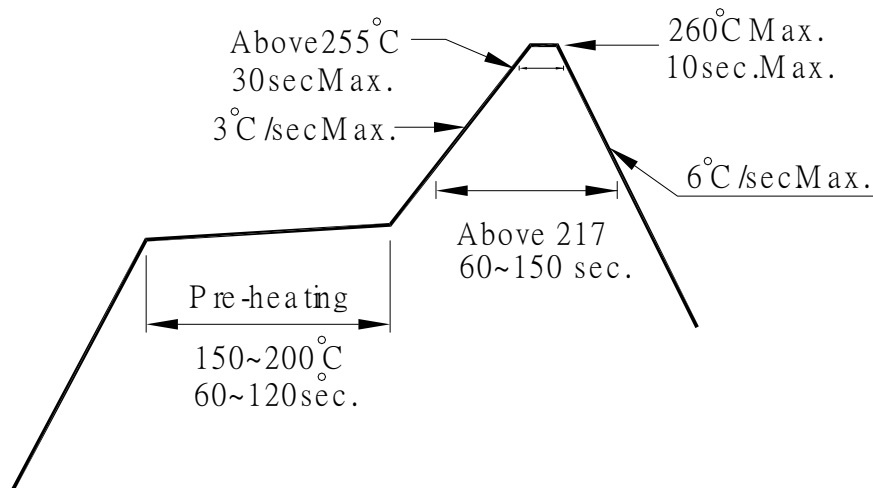 Above255°C
30secMax.
260°CMax.
10sec.Max.
3°C/secMax.
6°C/secMax.
Above 217
60~150 sec.
Pre-heating
150~200°C
60~120sec.